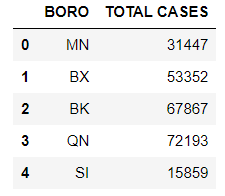 BORO TOTAL CASES
0 MN 31447
1 BX 53352
2 BK 67867
3 QN 72193
4 SI 15859